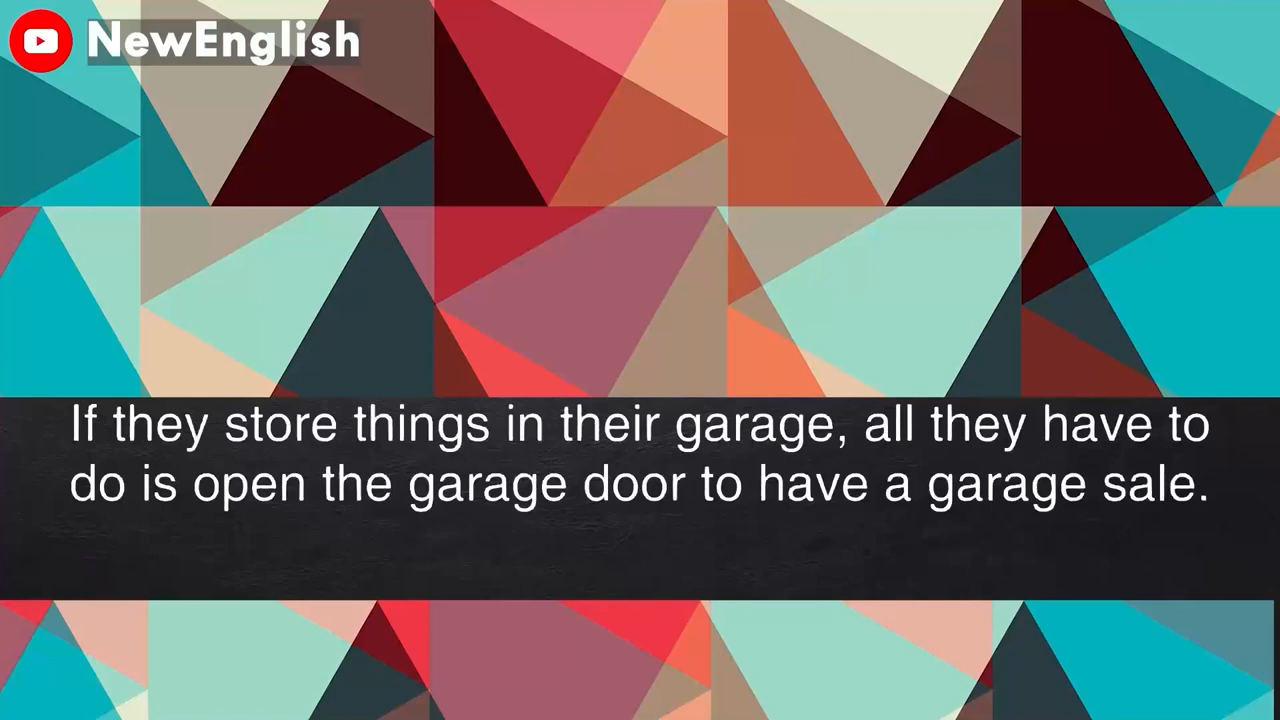 NewEnglish
If they store things in their garage, all they have to
do is open the garage door to have a garage sale.